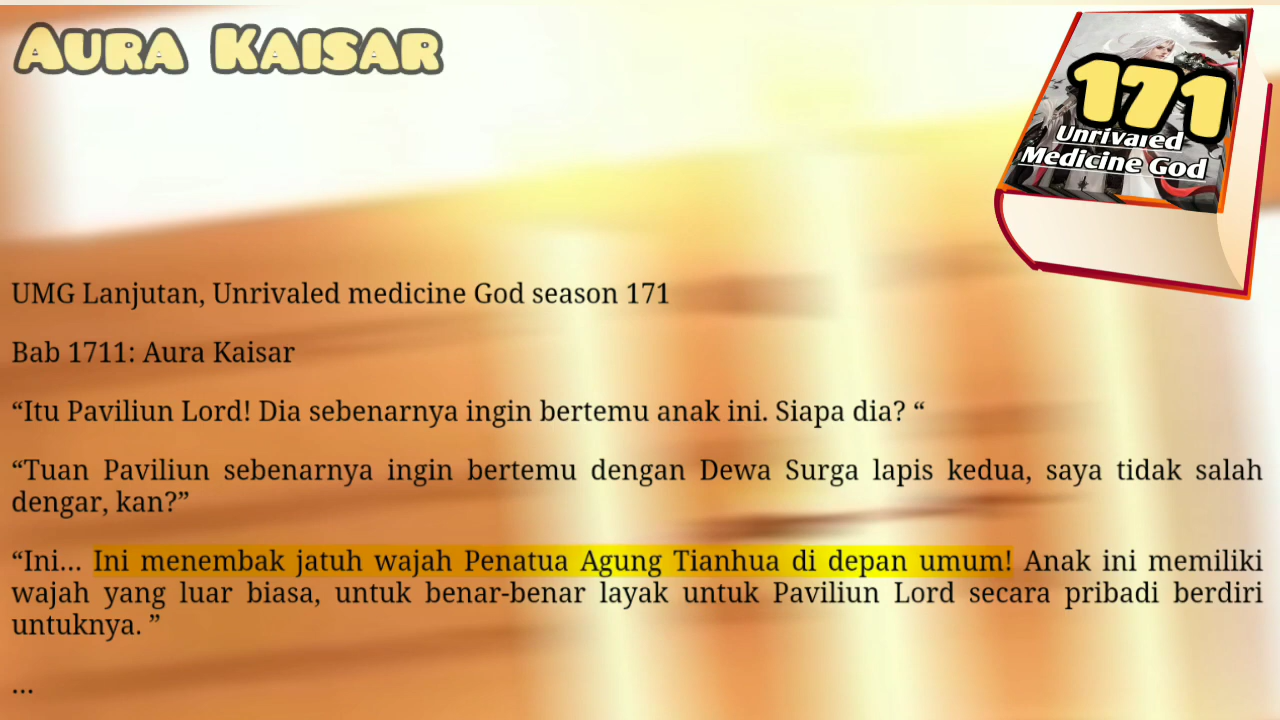 Aura Kaisar
171
Unrivaled
Medicine God
UMG Lanjutan, Unrivaled medicine God season 171
Bab 1711: Aura Kaisar
“Itu Paviliun Lord! Dia sebenarnya ingin bertemu anak ini. Siapa dia? “
“Tuan Paviliun sebenarnya ingin bertemu dengan Dewa Surga lapis kedua, saya tidak salah
dengar, kan?”
“Ini… Ini menembak jatuh wajah Penatua Agung Tianhua di depan umum! Anak ini memiliki
wajah yang luar biasa, untuk benar-benar layak untuk Paviliun Lord secara pribadi berdiri
untuknya. ”
…